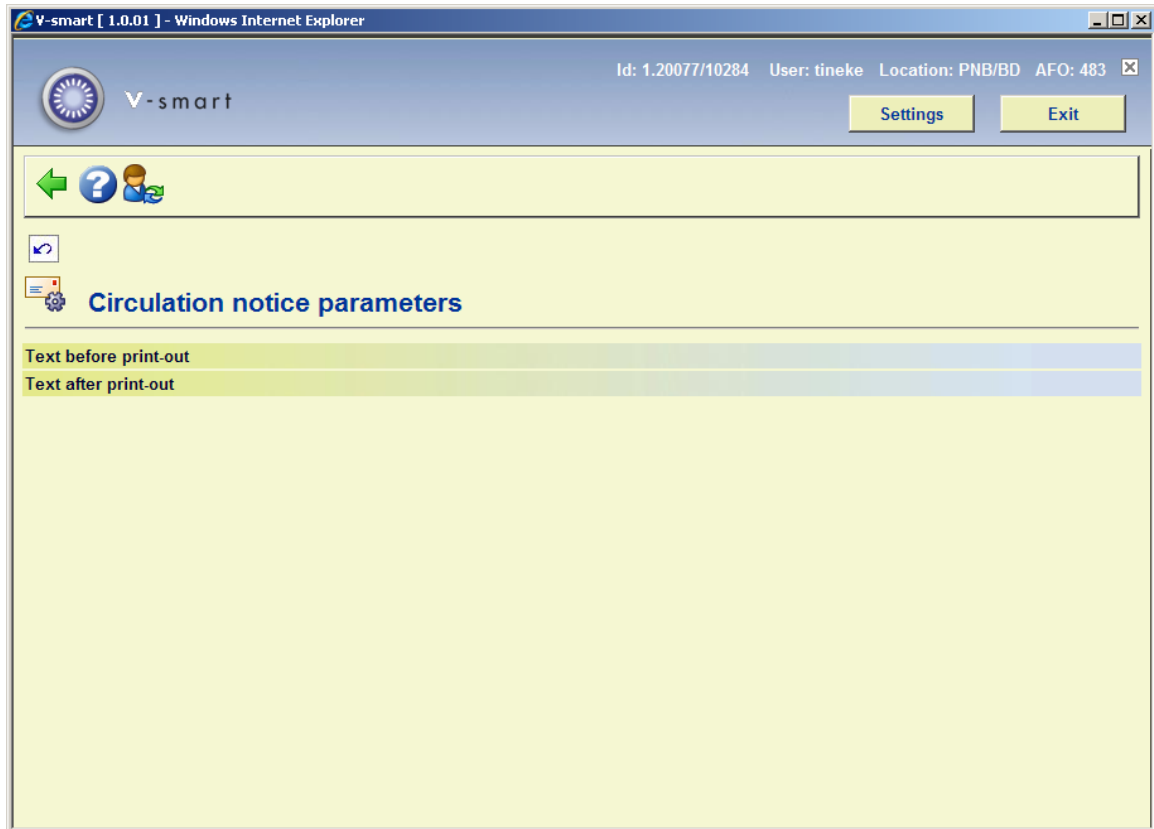 V-smart [ 1.0.01 ] - Windows Internet Explorer
Id: 1.20077/10284 User: tineke Location: PNB/BD AFO: 483
V-smart
Settings Exit
Circulation notice parameters
Text before print-out
Text after print-out